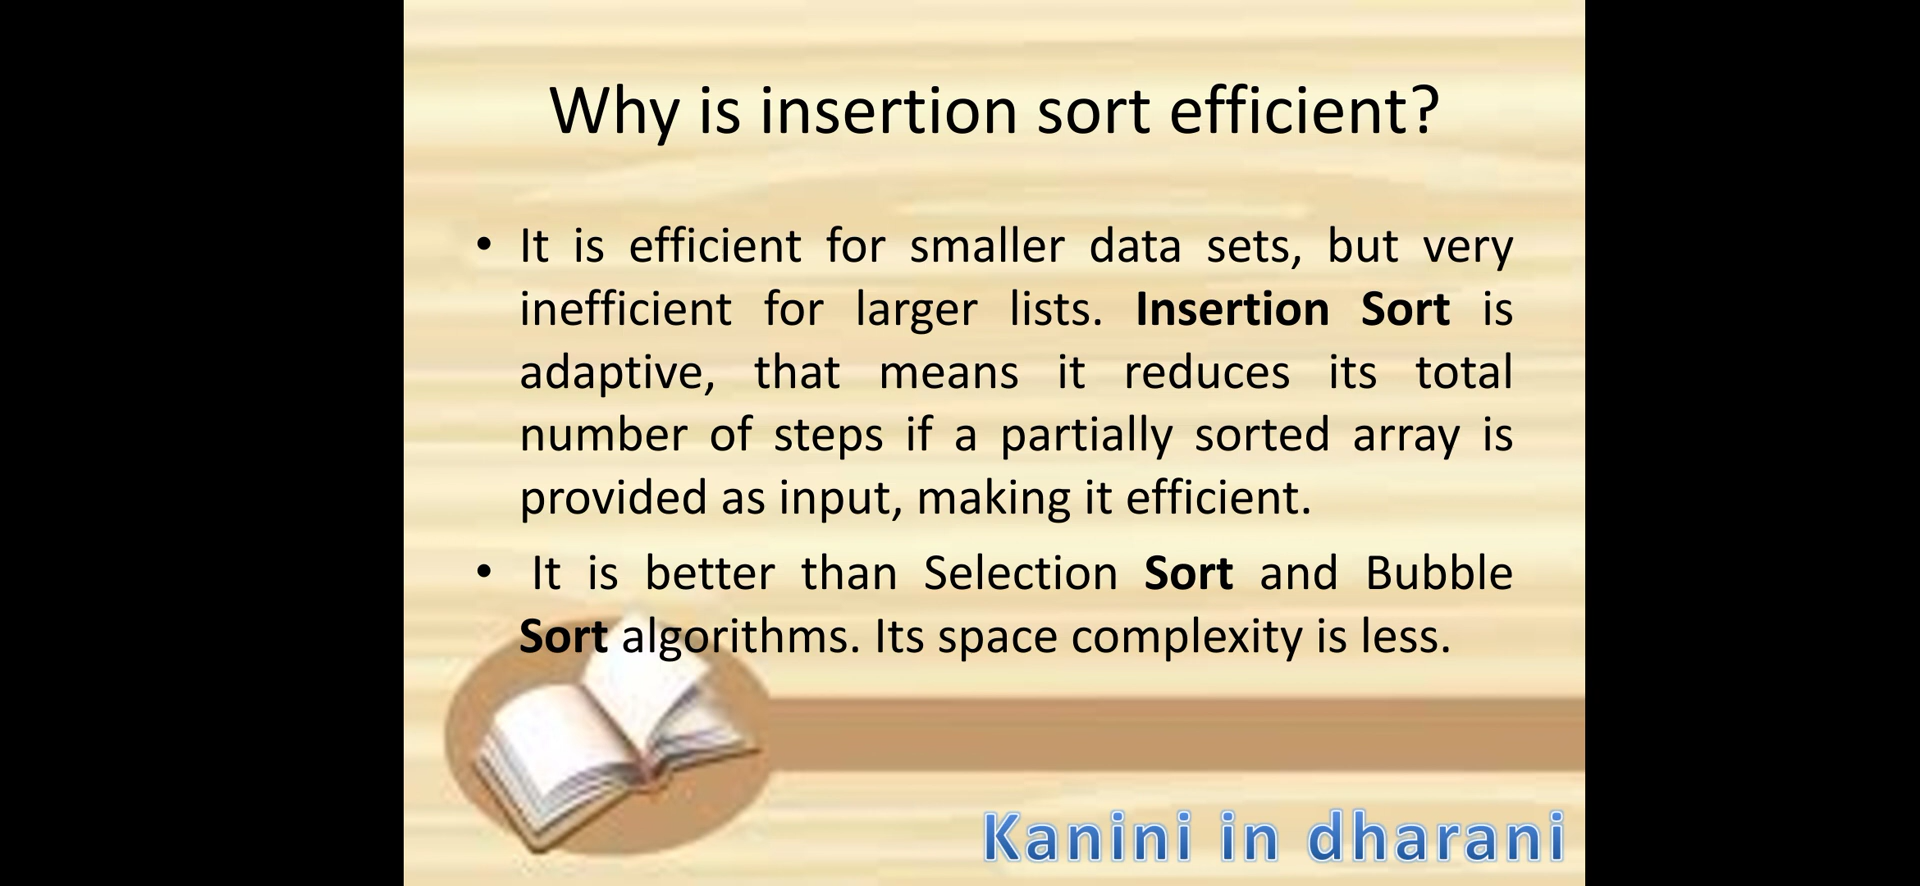 Why is insertion sort efficient?
• It is efficient for smaller data sets, but very
inefficient for larger lists. Insertion Sort is
adaptive, that means it reduces its total
number of steps if a partially sorted array is
provided as input, making it efficient.
• It is better than Selection Sort and Bubble
Sort algorithms. Its space complexity is less.
Kanini in dharani